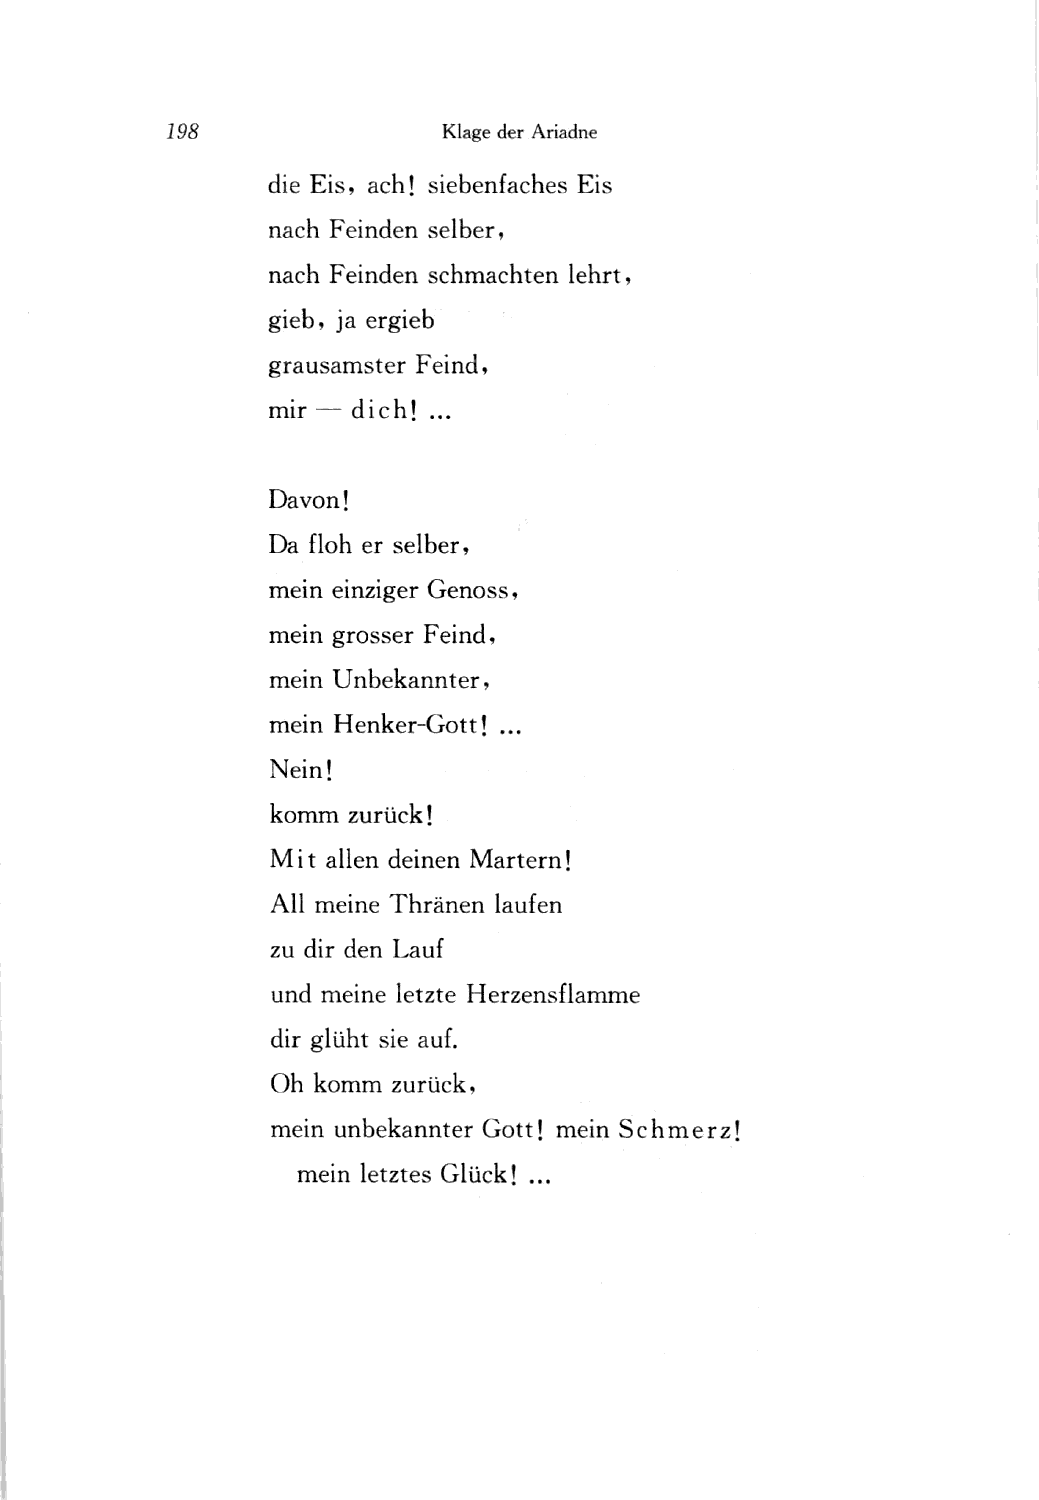 198 Klage der Ariadne
die Eis, ach! siebenfaches Eis
nach Feinden selber,
nach Feinden schmachten lehrt,
gieb, ja ergieb
grausamster Feind,
mir — dich! ...
Davon!
Da floh er selber,
mein einziger Genoss,
mein grosser Feind,
mein Unbekannter,
mein Henker-Gott! ...
Nein!
komm zurück!
Mit allen deinen Martern!
All meine Thränen laufen
zu dir den Lauf
und meine letzte Herzensflamme
dir glüht sie auf.
Oh komm zurück,
mein unbekannter Gott! mein Schmerz!
mein letztes Glück! ...